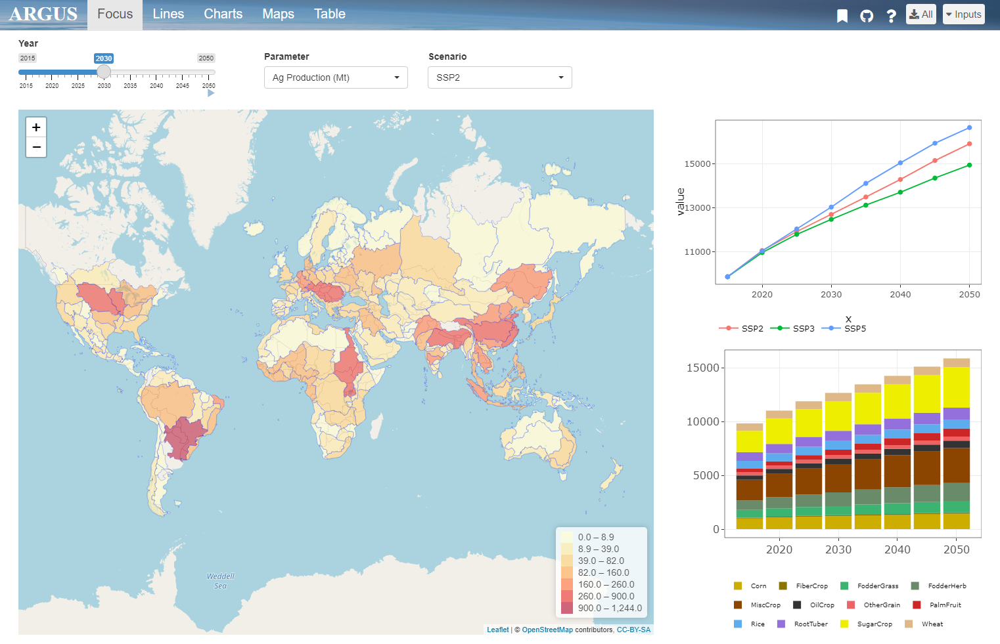 ARGUS Focus Lines Charts Maps Table ? All Inputs
Year
2015 2030 2050
2015 2020 2025 2030 2035 2040 2045 2050
Parameter
Ag Production (Mt)
Scenario
SSP2
+
−
Weddell
Sea
0.0 – 8.9
8.9 – 39.0
39.0 – 82.0
82.0 – 160.0
160.0 – 260.0
260.0 – 900.0
900.0 – 1,244.0
Leaflet | © OpenStreetMap contributors, CC-BY-SA
value
15000
13000
11000
2020 2030 2040 2050
x
SSP2 SSP3 SSP5
15000
10000
5000
0
2020 2030 2040 2050
Corn FiberCrop FodderGrass FodderHerb
MiscCrop OilCrop OtherGrain PalmFruit
Rice RootTuber SugarCrop Wheat